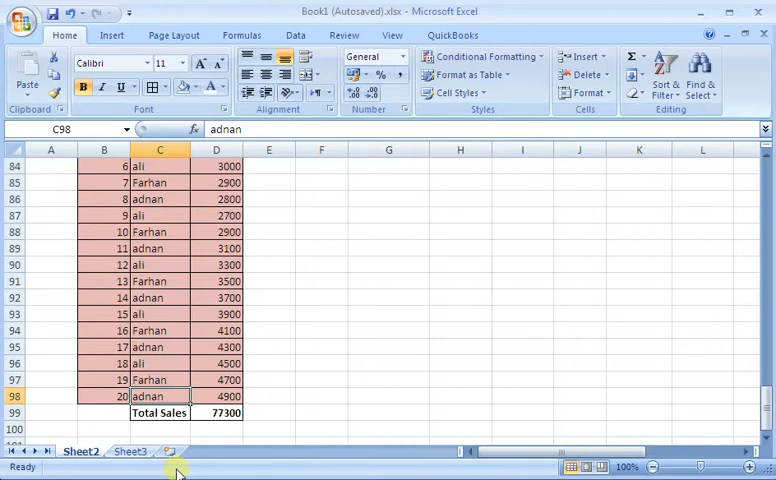 Book1 (Autosaved).xlsx - Microsoft Excel
Home Insert Page Layout Formulas Data Review View QuickBooks
Calibri 11 General Conditional Formatting Insert
Format as Table Delete
Paste Cell Styles Format Sort & Filter Find & Select
Clipboard Font Alignment Number Styles Cells Editing
C98 fx adnan
A B C D E F G H I J K L
84 6 ali 3000
85 7 Farhan 2900
86 8 adnan 2800
87 9 ali 2700
88 10 Farhan 2900
89 11 adnan 3100
90 12 ali 3300
91 13 Farhan 3500
92 14 adnan 3700
93 15 ali 3900
94 16 Farhan 4100
95 17 adnan 4300
96 18 ali 4500
97 19 Farhan 4700
98 20 adnan 4900
99 Total Sales 77300
100
Sheet2 Sheet3
Ready 100%